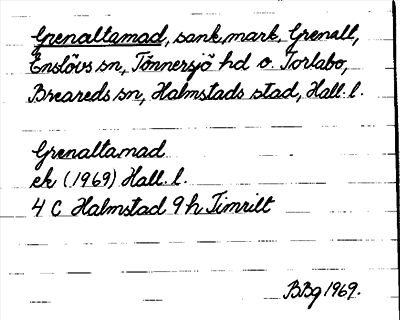 Grenaltamad, sank mark, Grenalt,
Enslövs sn, Tönnersjö hd o. Torlabo,
Breareds sn, Halmstads stad, Hall. l.
Grenaltamad
ek (1969) Hall. l.
4 C Halmstad 9 h Timrilt
BBg 1969.